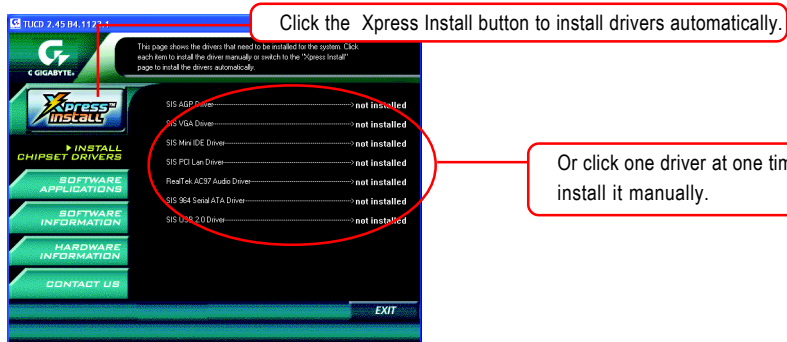 TUCD 2.45 B4.1127.1
Click the Xpress Install button to install drivers automatically.
This page shows the drivers that need to be installed for the system. Click
each item to install the driver manually or switch to the "Xpress Install"
page to install the drivers automatically.
GIGABYTE
Xpress™
install
INSTALL
CHIPSET DRIVERS
SOFTWARE
APPLICATIONS
SOFTWARE
INFORMATION
HARDWARE
INFORMATION
CONTACT US
SIS AGP Driver not installed
SIS VGA Driver not installed
SIS Mini IDE Driver not installed
SIS PCI Lan Driver not installed
RealTek AC97 Audio Driver not installed
SIS 964 Serial ATA Driver not installed
SIS USB 2.0 Driver not installed
Or click one driver at one
install it manually.
EXIT